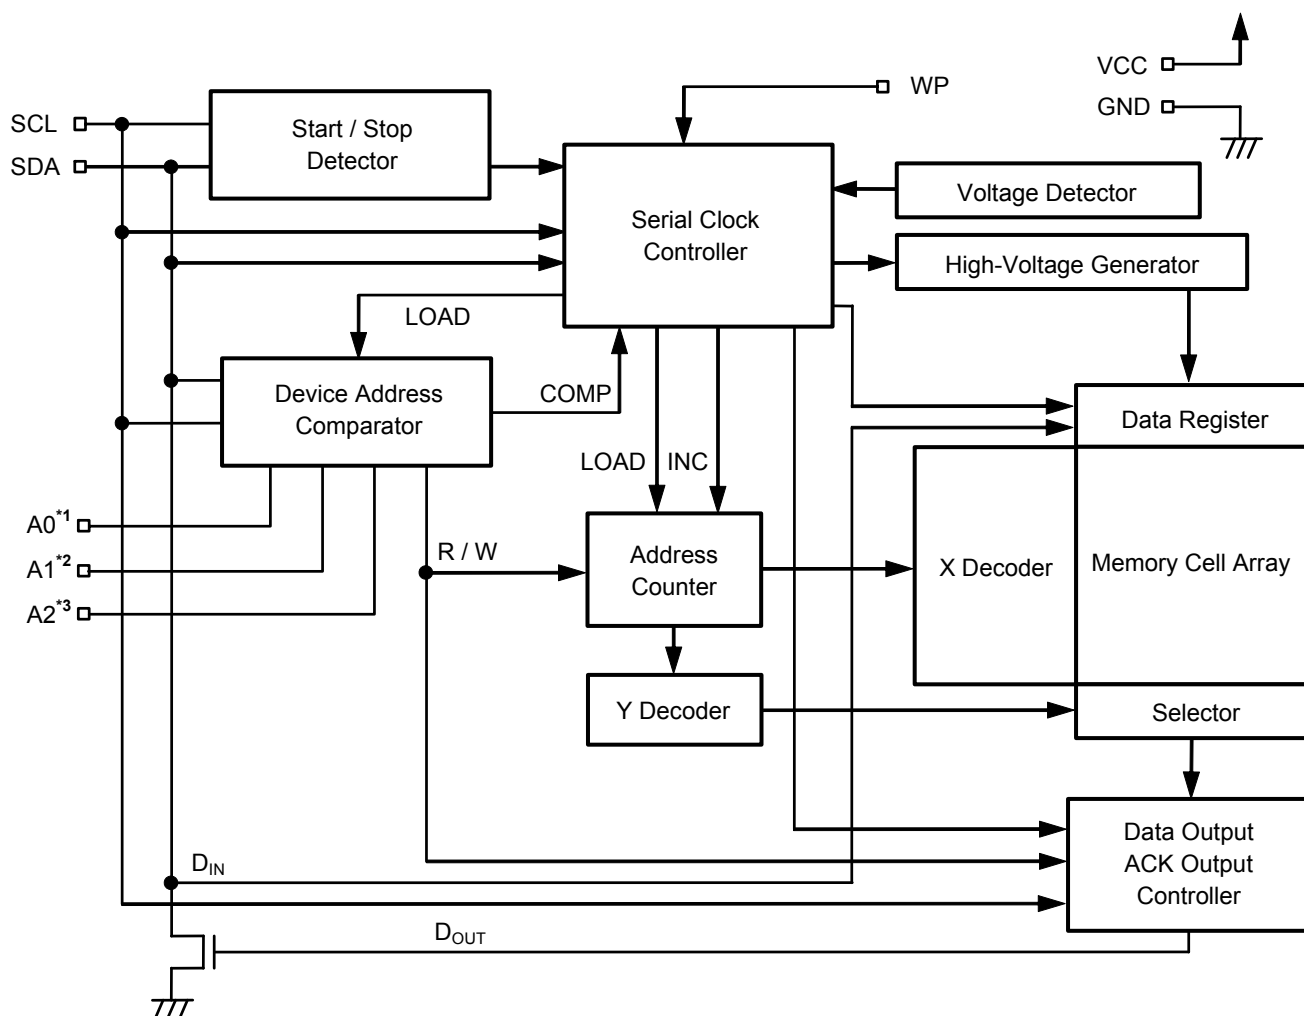 VCC
WP
GND
SCL
SDA
Start / Stop
Detector
Voltage Detector
Serial Clock
Controller
High-Voltage Generator
LOAD
Device Address
Comparator
COMP
Data Register
LOAD
INC
A0*1
A1*2
A2*3
R / W
Address
Counter
X Decoder
Memory Cell Array
Y Decoder
Selector
Data Output
ACK Output
Controller
DIN
DOUT